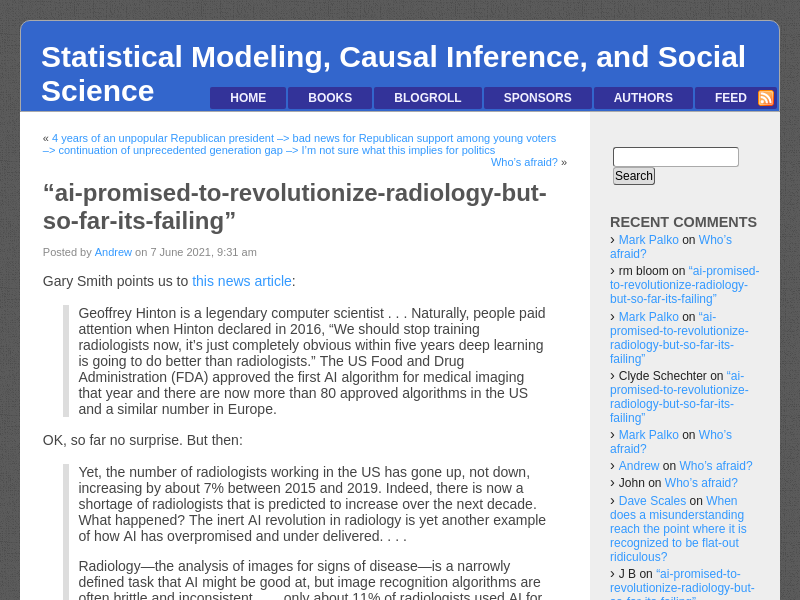 Statistical Modeling, Causal Inference, and Social
Science
HOME BOOKS BLOGROLL SPONSORS AUTHORS FEED
« 4 years of an unpopular Republican president –> bad news for Republican support among young voters
–> continuation of unprecedented generation gap –> I'm not sure what this implies for politics
Who's afraid? »
“ai-promised-to-revolutionize-radiology-but-
so-far-its-failing”
Posted by Andrew on 7 June 2021, 9:31 am
Gary Smith points us to this news article:
Geoffrey Hinton is a legendary computer scientist . . . Naturally, people paid
attention when Hinton declared in 2016, “We should stop training
radiologists now, it’s just completely obvious within five years deep learning
is going to do better than radiologists.” The US Food and Drug
Administration (FDA) approved the first AI algorithm for medical imaging
that year and there are now more than 80 approved algorithms in the US
and a similar number in Europe.
OK, so far no surprise. But then:
Yet, the number of radiologists working in the US has gone up, not down,
increasing by about 7% between 2015 and 2019. Indeed, there is now a
shortage of radiologists that is predicted to increase over the next decade.
What happened? The inert AI revolution in radiology is yet another example
of how AI has overpromised and under delivered. . . .
Radiology—the analysis of images for signs of disease—is a narrowly
defined task that AI might be good at, but image recognition algorithms are
often brittle and inconsistent. . . . only about 11% of radiologists used AI for
Search
RECENT COMMENTS
› Mark Palko on Who’s
afraid?
› rm bloom on “ai-promised-
to-revolutionize-radiology-
but-so-far-its-failing”
› Mark Palko on “ai-
promised-to-revolutionize-
radiology-but-so-far-its-
failing”
› Clyde Schechter on “ai-
promised-to-revolutionize-
radiology-but-so-far-its-
failing”
› Mark Palko on Who’s
afraid?
› Andrew on Who’s afraid?
› John on Who’s afraid?
› Dave Scales on When
does a misunderstanding
reach the point where it is
recognized to be flat-out
ridiculous?
› J B on “ai-promised-to-
revolutionize-radiology-but-
so-far-its-failing”